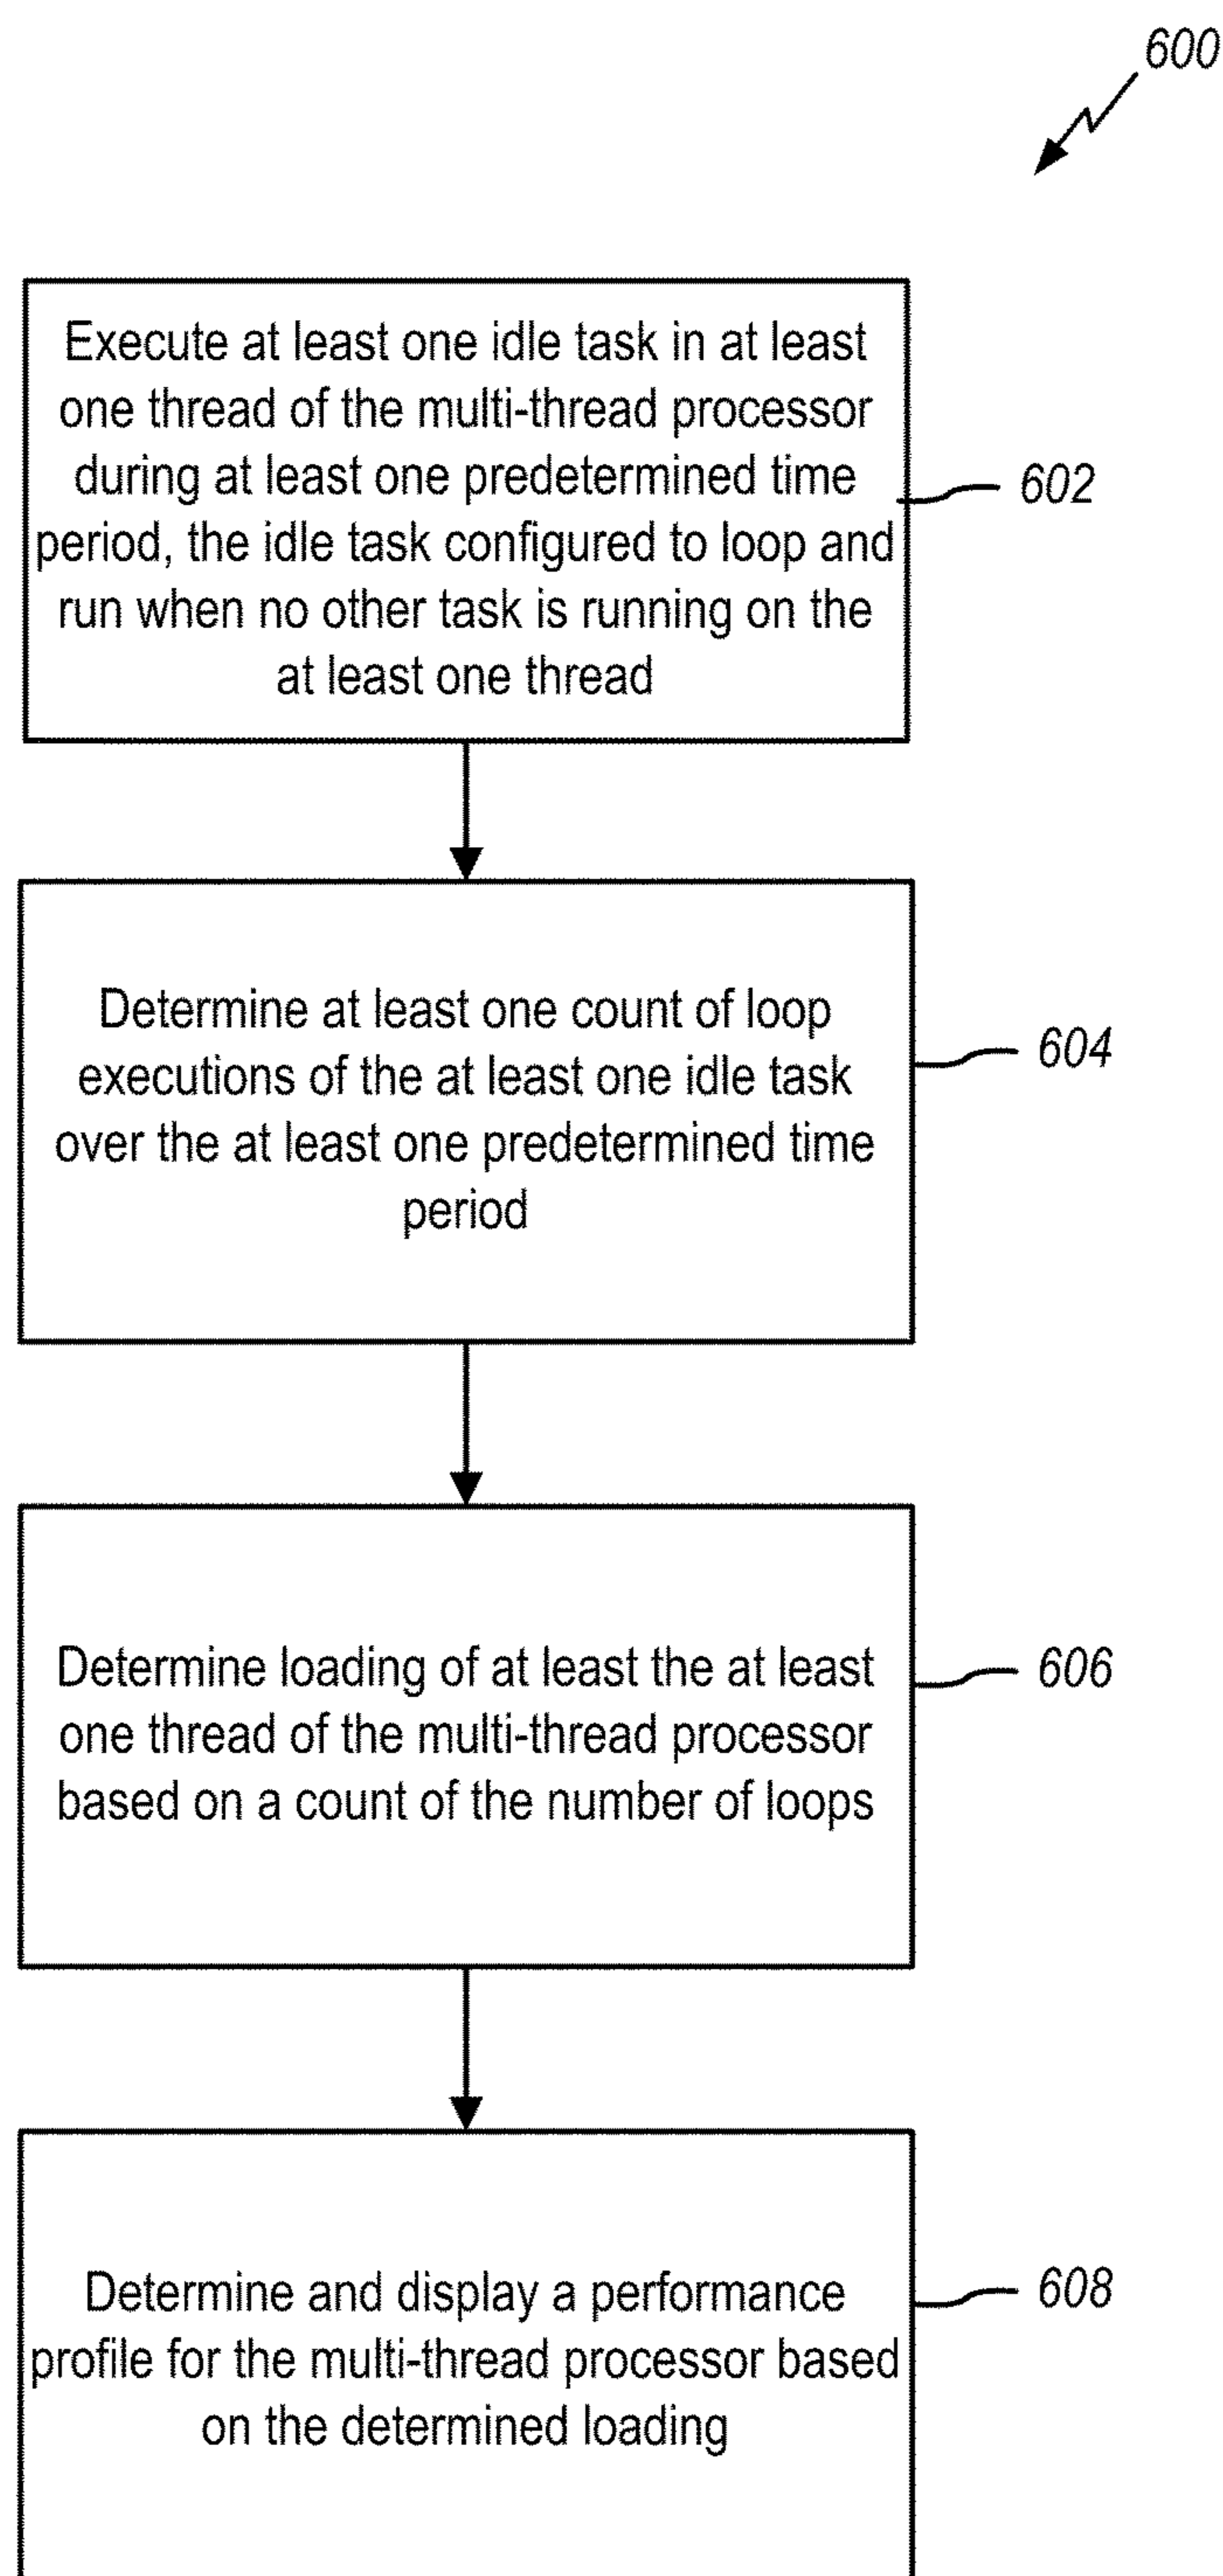 600
Execute at least one idle task in at least
one thread of the multi-thread processor
during at least one predetermined time
period, the idle task configured to loop and
run when no other task is running on the
at least one thread
602
Determine at least one count of loop
executions of the at least one idle task
over the at least one predetermined time
period
604
Determine loading of at least the at least
one thread of the multi-thread processor
based on a count of the number of loops
606
Determine and display a performance
profile for the multi-thread processor based
on the determined loading
608